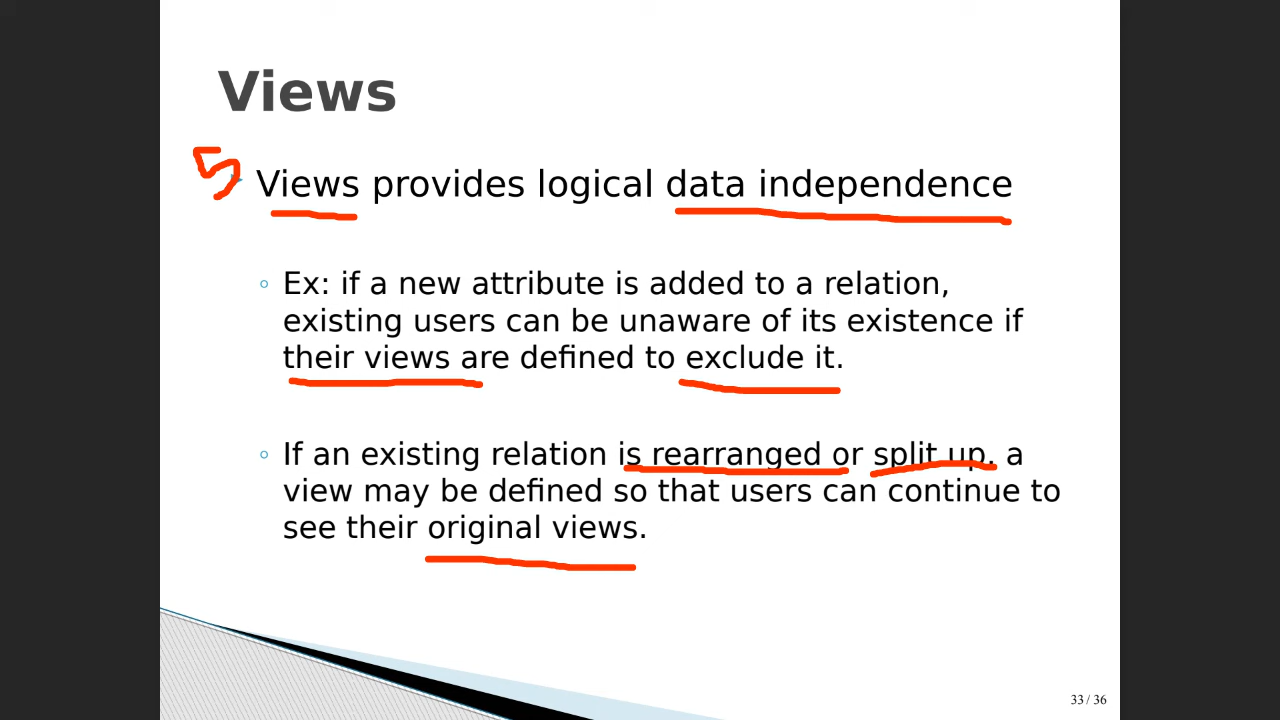 Views
5 Views provides logical data independence
◦ Ex: if a new attribute is added to a relation,
existing users can be unaware of its existence if
their views are defined to exclude it.
◦ If an existing relation is rearranged or split up, a
view may be defined so that users can continue to
see their original views.
33 / 36